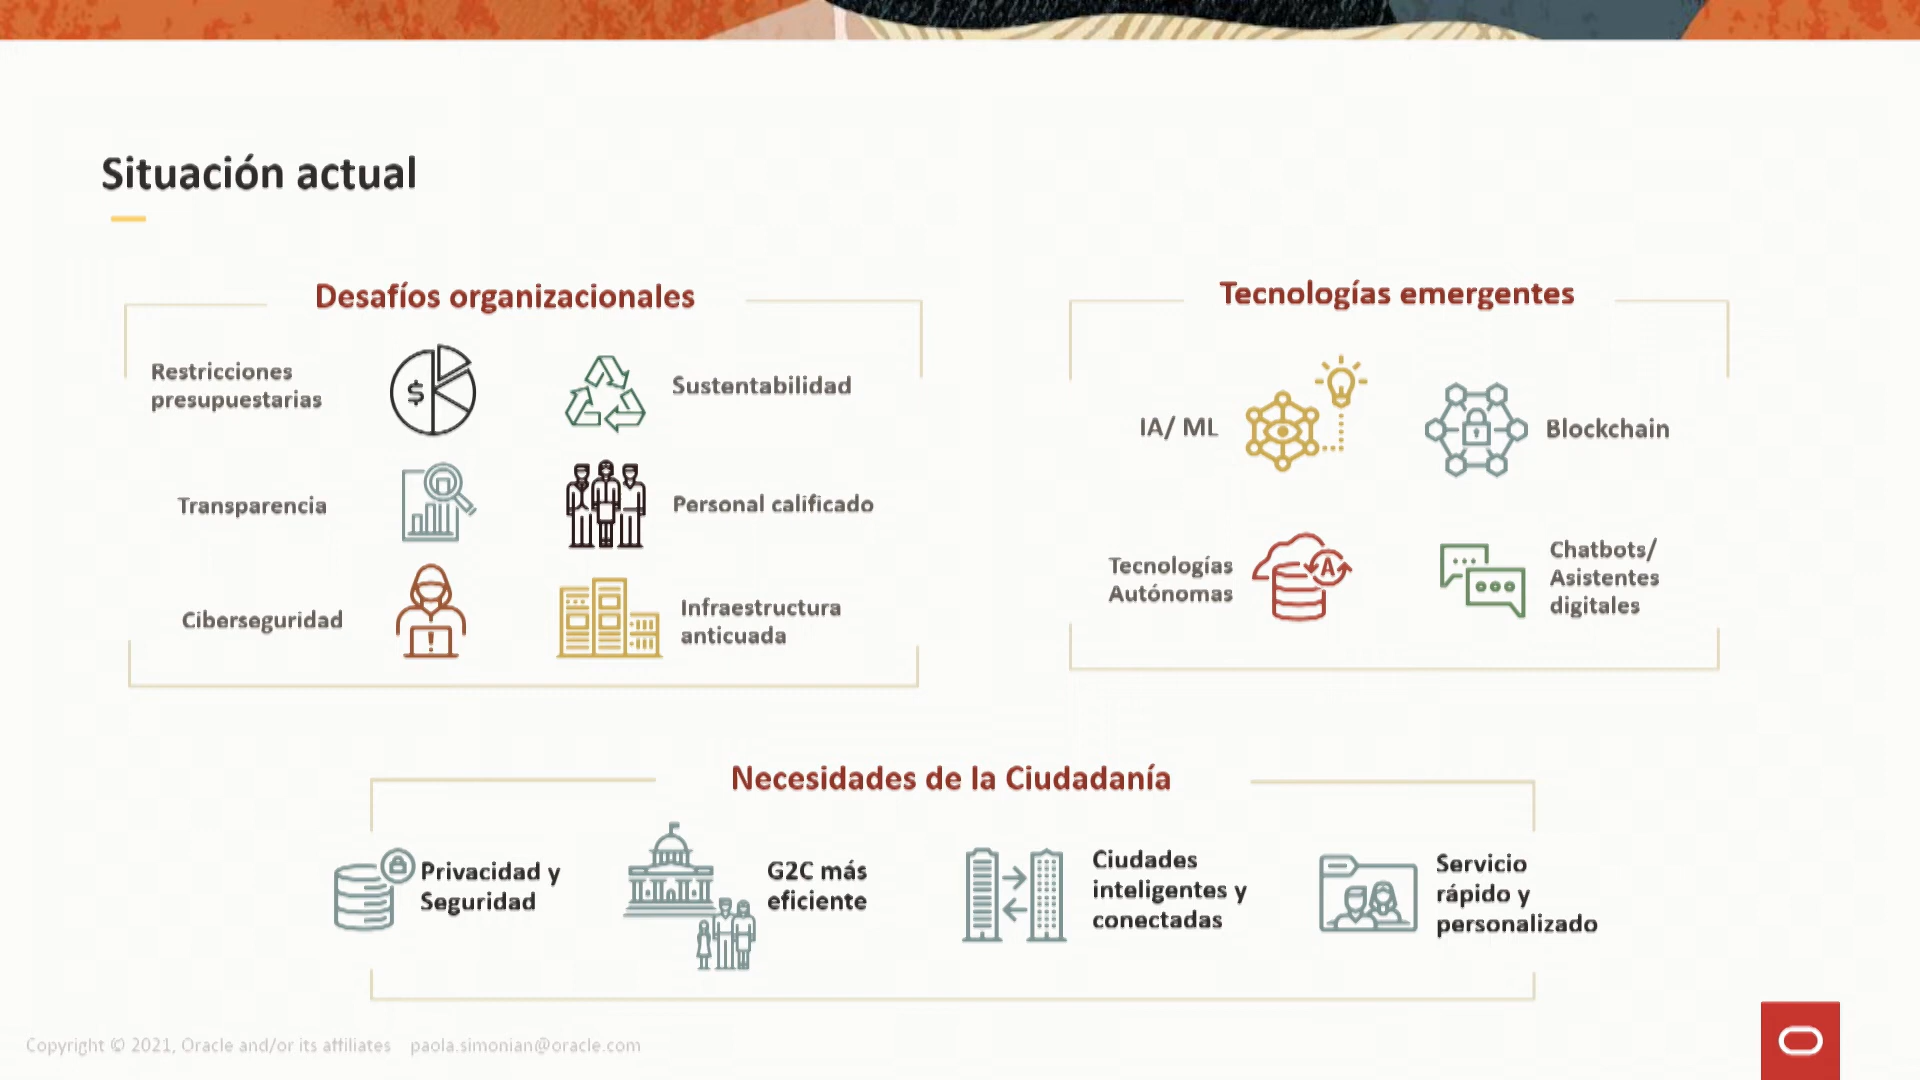 Situación actual
Desafíos organizacionales
Restricciones
presupuestarias
$
Sustentabilidad
Transparencia
Personal calificado
Ciberseguridad
!
Infraestructura
anticuada
Tecnologías emergentes
IA/ ML
Blockchain
Tecnologías
Autónomas
A
Chatbots/
Asistentes
digitales
Necesidades de la Ciudadanía
Privacidad y
Seguridad
G2C más
eficiente
Ciudades
inteligentes y
conectadas
Servicio
rápido y
personalizado
Copyright © 2021, Oracle and/or its affiliates paola.simonian@oracle.com